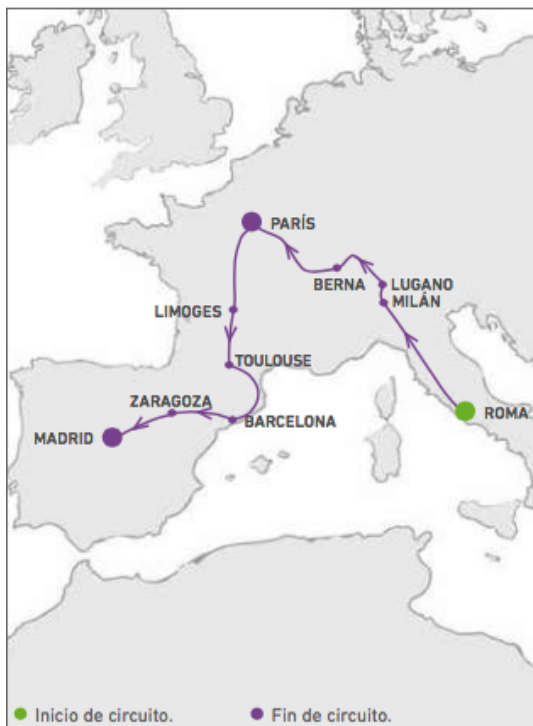 PARÍS
BERNA
LUGANO
MILÁN
LIMOGES
TOULOUSE
ZARAGOZA
BARCELONA
MADRID
ROMA.
Inicio de circuito.
Fin de circuito.